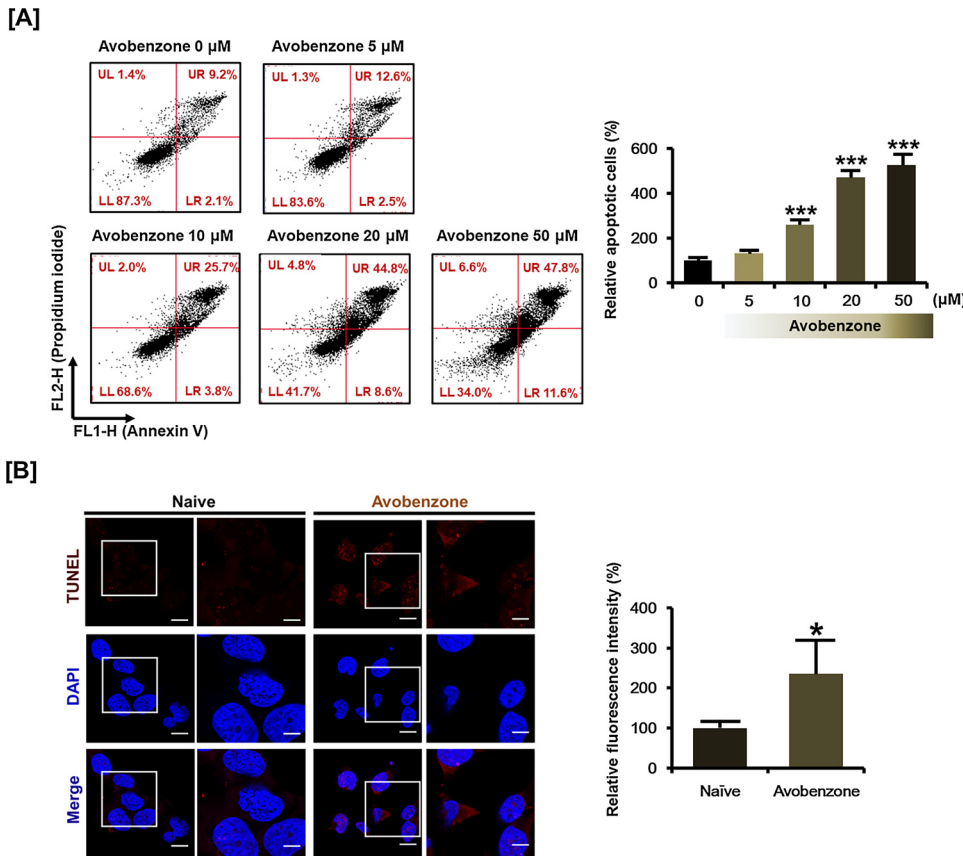 [A]
Avobenzone 0 µM
UL 1.4%
UR 9.2%
LL 87.3%
LR 2.1%
Avobenzone 5 µM
UL 1.3%
UR 12.6%
LL 83.6%
LR 2.5%
Avobenzone 10 µM
UL 2.0%
UR 25.7%
LL 68.6%
LR 3.8%
Avobenzone 20 µM
UL 4.8%
UR 44.8%
LL 41.7%
LR 8.6%
Avobenzone 50 µM
UL 6.6%
UR 47.8%
LL 34.0%
LR 11.6%
FL2-H (Propidium iodide)
FL1-H (Annexin V)
Relative apoptotic cells (%)
600
400
200
0
***
***
***
0 5 10 20 50 (µM)
Avobenzone
[B]
Naive
Avobenzone
TUNEL
DAPI
Merge
Relative fluorescence intensity (%)
400
300
200
100
0
*
Naïve
Avobenzone